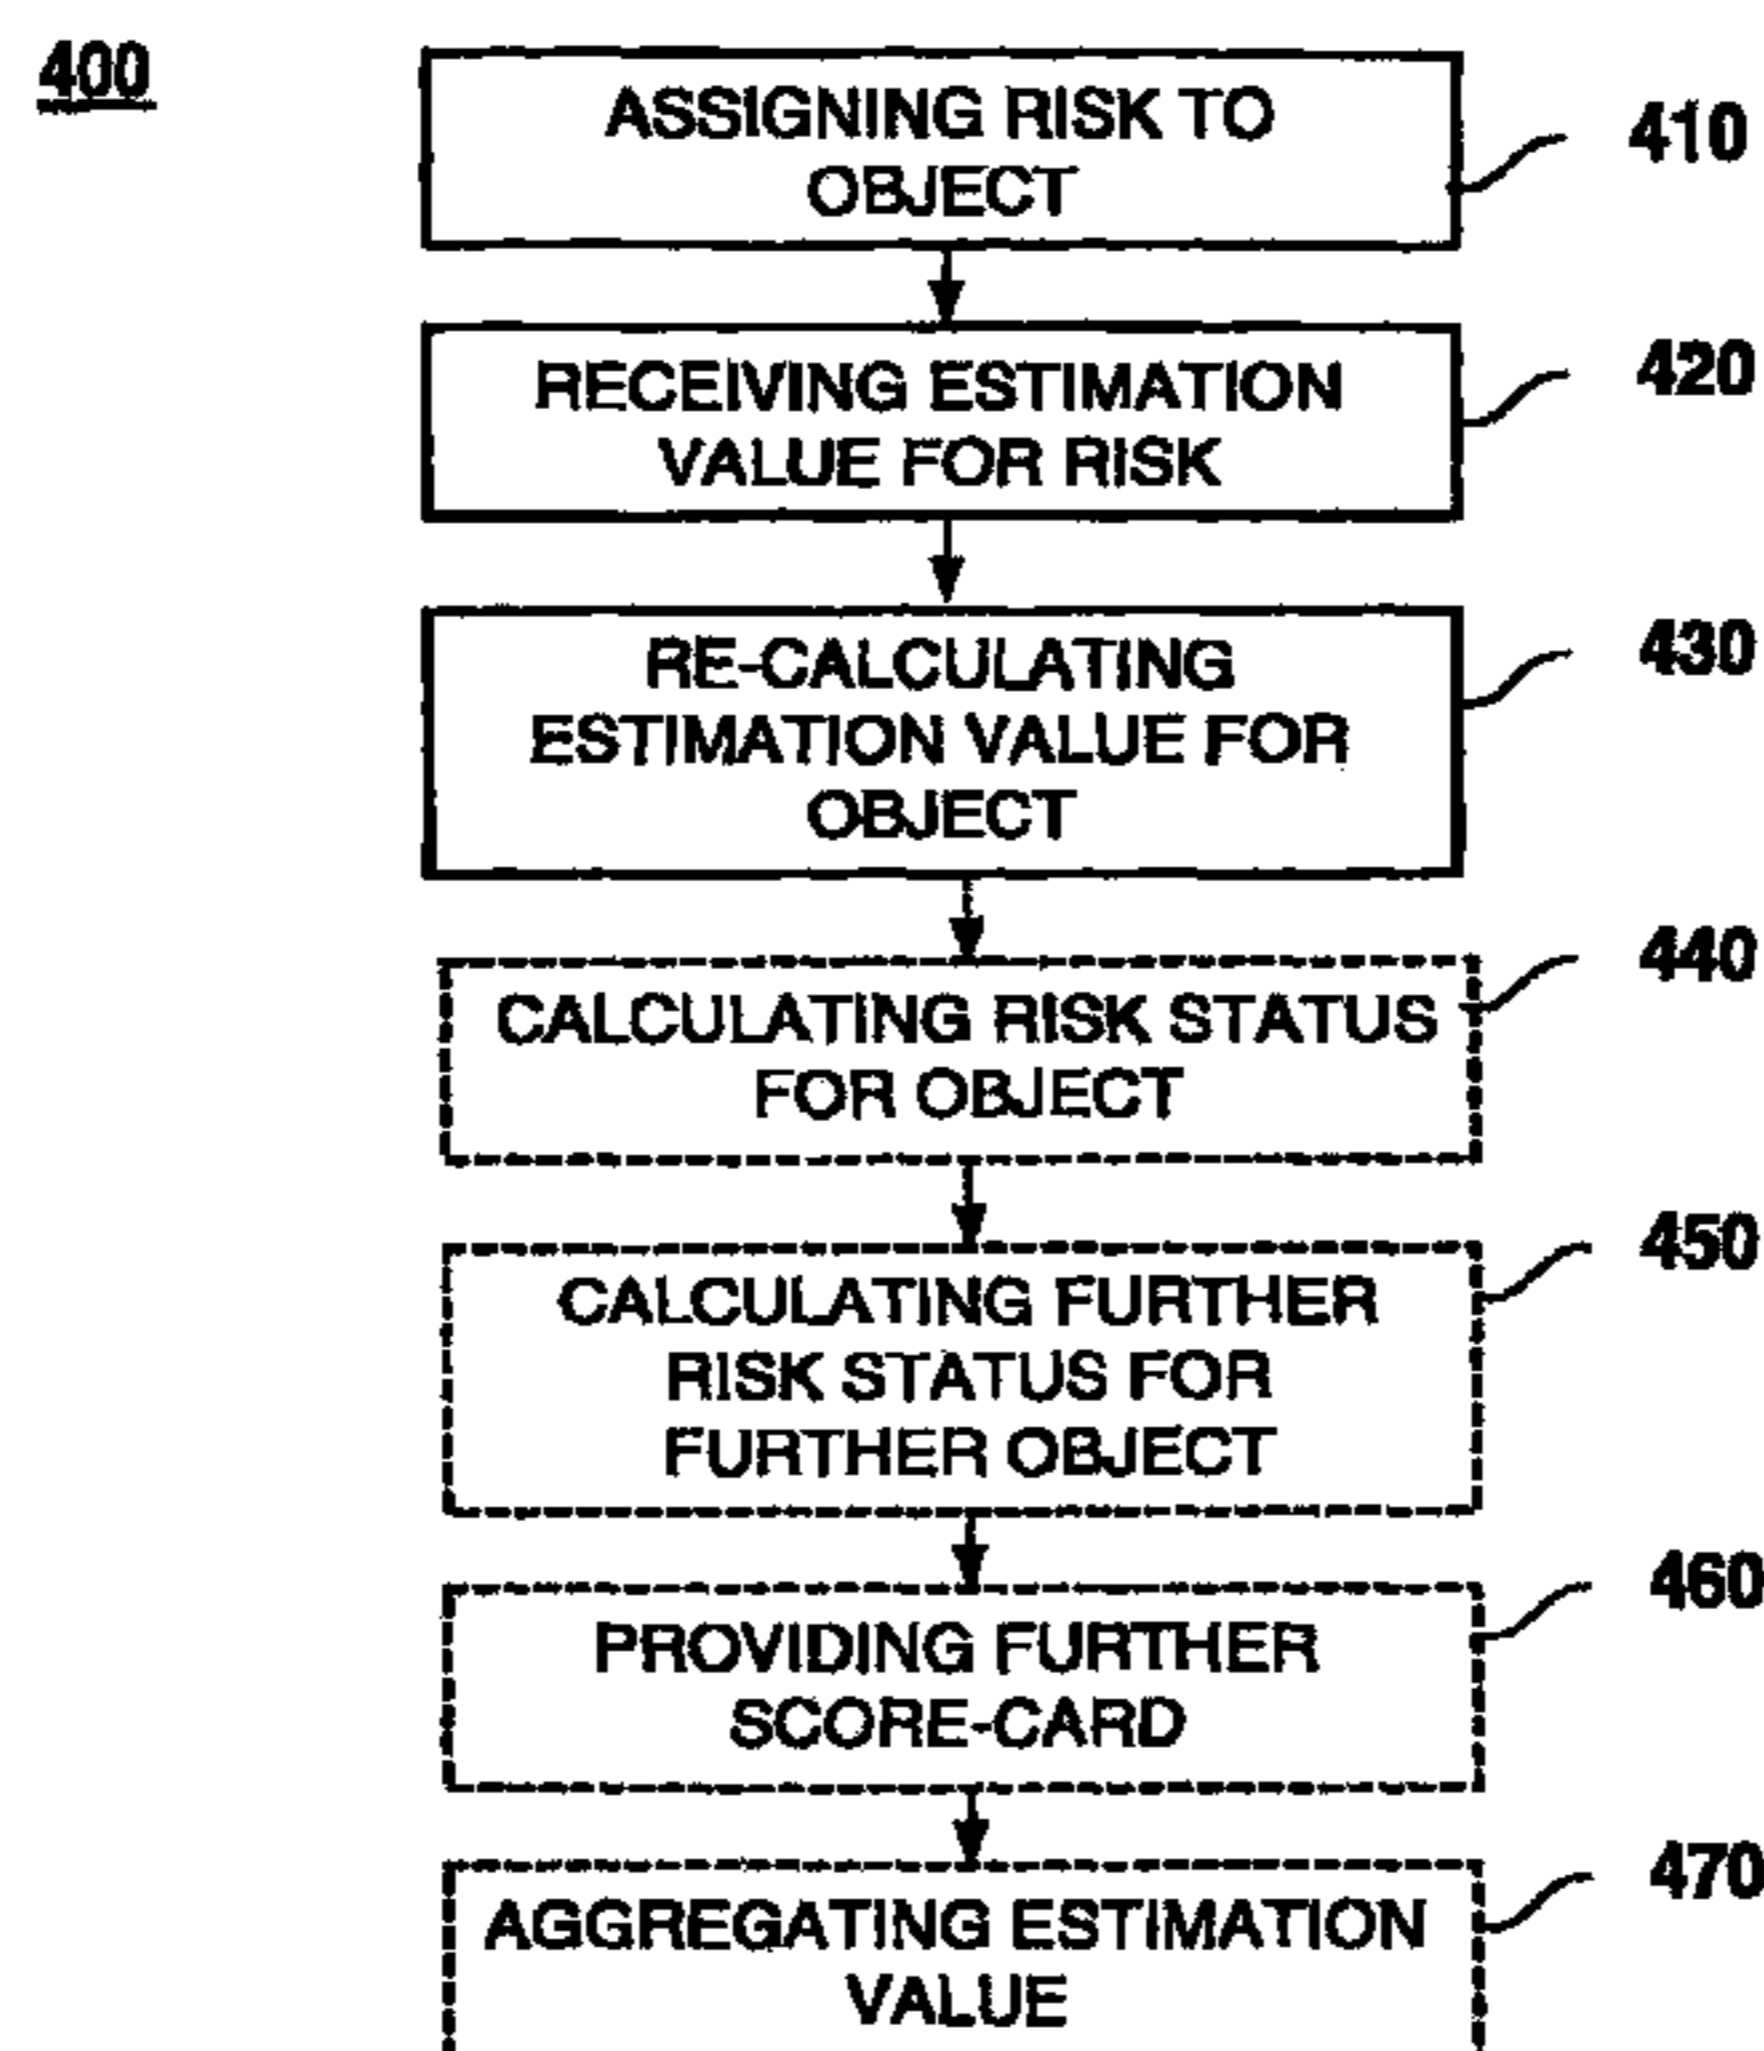 400
ASSIGNING RISK TO
OBJECT
410
RECEIVING ESTIMATION
VALUE FOR RISK
420
RE-CALCULATING
ESTIMATION VALUE FOR
OBJECT
430
CALCULATING RISK STATUS
FOR OBJECT
440
CALCULATING FURTHER
RISK STATUS FOR
FURTHER OBJECT
450
PROVIDING FURTHER
SCORE-CARD
460
AGGREGATING ESTIMATION
VALUE
470